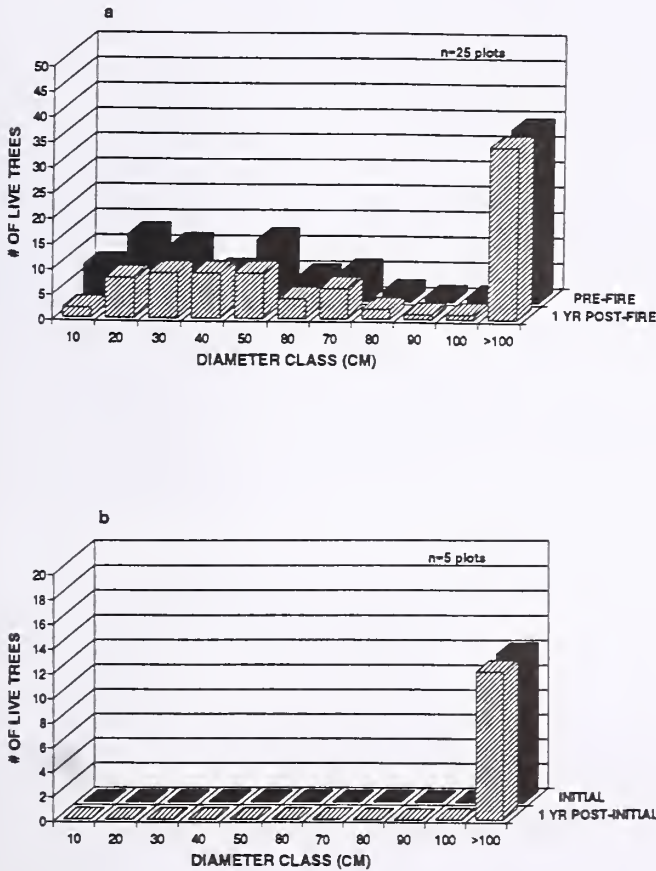 a
n=25 plots
50
45
40
35
30
25
20
15
10
5
0
# OF LIVE TREES
10 20 30 40 50 60 70 80 90 100 >100
DIAMETER CLASS (CM)
PRE-FIRE
1 YR POST-FIRE
b
n=5 plots
20
18
16
14
12
10
8
6
4
2
0
# OF LIVE TREES
10 20 30 40 50 60 70 80 90 100 >100
DIAMETER CLASS (CM)
INITIAL
1 YR POST-INITIAL